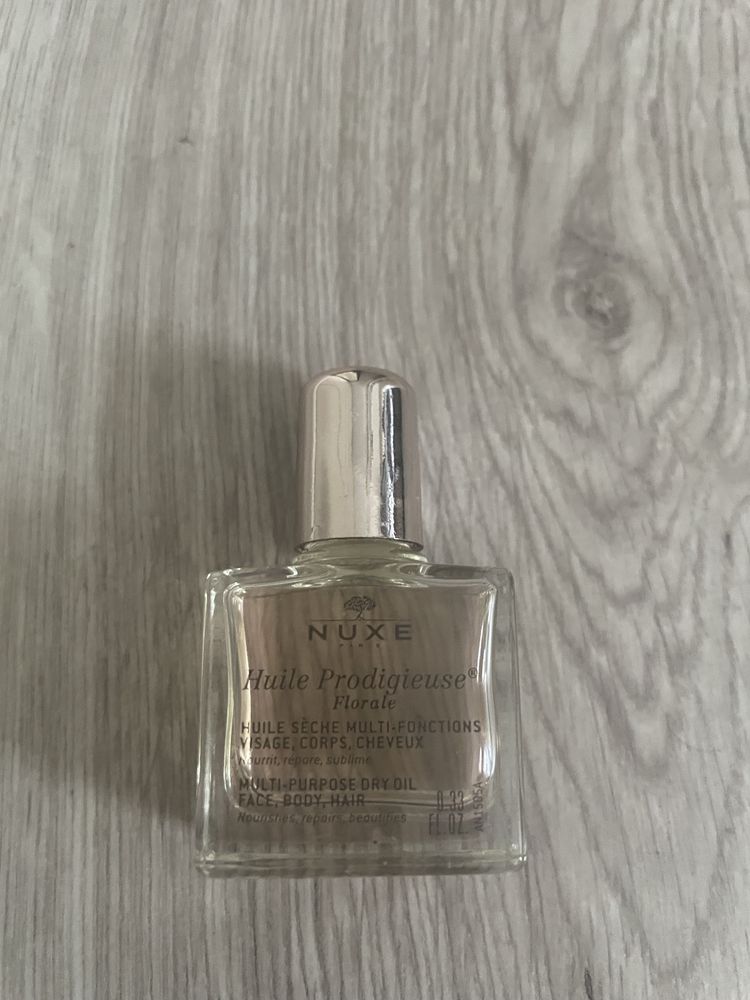 NUXE
PARIS
Huile Prodigieuse®
Florale
HUILE SÈCHE MULTI-FONCTIONS
VISAGE, CORPS, CHEVEUX
Nourrit, répare, sublime
MULTI-PURPOSE DRY OIL
FACE, BODY, HAIR
Nourishes, repairs, beautifies
0.33
FL.OZ.